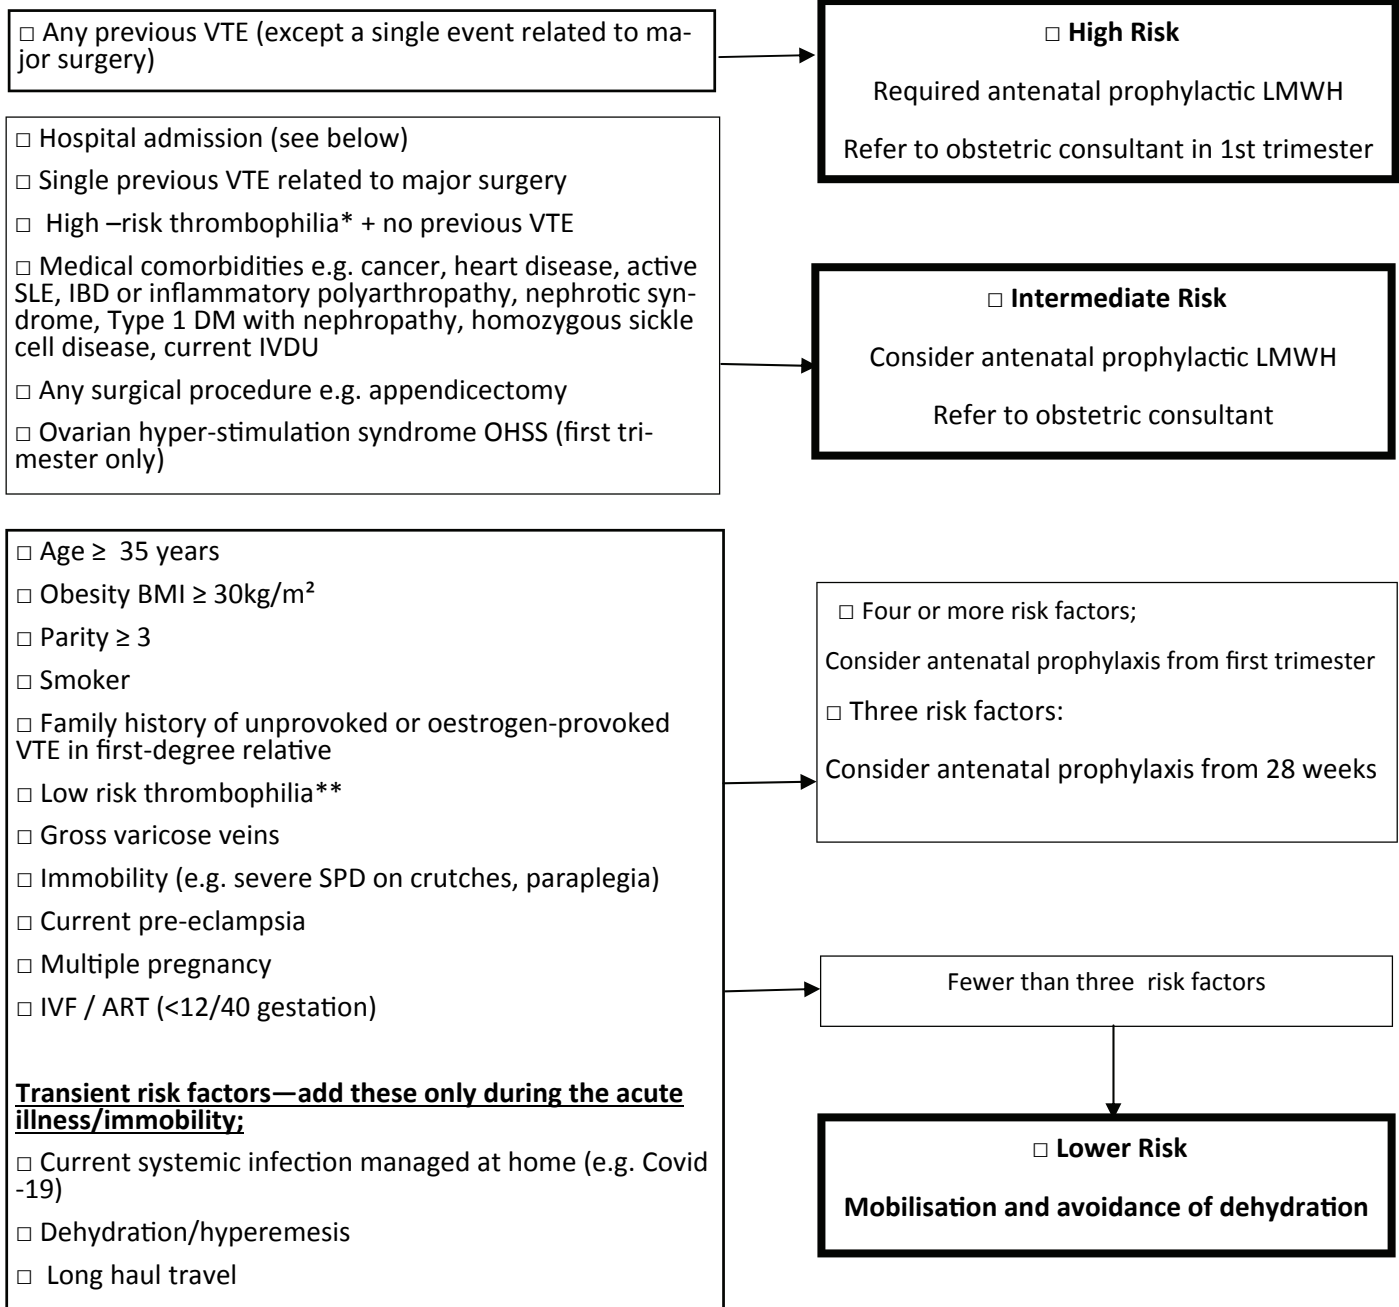 □ Any previous VTE (except a single event related to ma-
jor surgery)
□ High Risk
Required antenatal prophylactic LMWH
Refer to obstetric consultant in 1st trimester
□ Hospital admission (see below)
□ Single previous VTE related to major surgery
□ High –risk thrombophilia* + no previous VTE
□ Medical comorbidities e.g. cancer, heart disease, active
SLE, IBD or inflammatory polyarthropathy, nephrotic syn-
drome, Type 1 DM with nephropathy, homozygous sickle
cell disease, current IVDU
□ Any surgical procedure e.g. appendicectomy
□ Ovarian hyper-stimulation syndrome OHSS (first tri-
mester only)
□ Intermediate Risk
Consider antenatal prophylactic LMWH
Refer to obstetric consultant
□ Age ≥ 35 years
□ Obesity BMI ≥ 30kg/m²
□ Parity ≥ 3
□ Smoker
□ Family history of unprovoked or oestrogen-provoked
VTE in first-degree relative
□ Low risk thrombophilia**
□ Gross varicose veins
□ Immobility (e.g. severe SPD on crutches, paraplegia)
□ Current pre-eclampsia
□ Multiple pregnancy
□ IVF / ART (<12/40 gestation)
Transient risk factors—add these only during the acute
illness/immobility;
□ Current systemic infection managed at home (e.g. Covid
-19)
□ Dehydration/hyperemesis
□ Long haul travel
□ Four or more risk factors;
Consider antenatal prophylaxis from first trimester
□ Three risk factors:
Consider antenatal prophylaxis from 28 weeks
Fewer than three risk factors
□ Lower Risk
Mobilisation and avoidance of dehydration